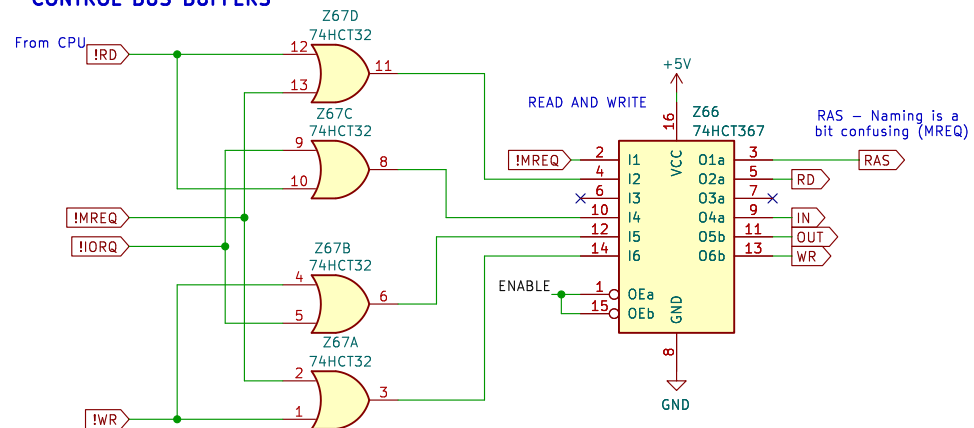 CONTROL BUS BUFFERS
From CPU
!RD
12
13
Z67D
74HCT32
11
Z67C
74HCT32
9
10
8
!MREQ
!IORQ
Z67B
74HCT32
4
5
6
Z67A
74HCT32
2
1
3
!WR
READ AND WRITE
+5V
Z66
74HCT367
RAS - Naming is a
bit confusing (MREQ)
16
VCC
!MREQ
2 I1 O1a 3 RAS
4 I2 O2a 5 RD
6 I3 O3a 7
10 I4 O4a 9 IN
12 I5 O5b 11 OUT
14 I6 O6b 13 WR
ENABLE
1 OEa
15 OEb
GND
8
GND